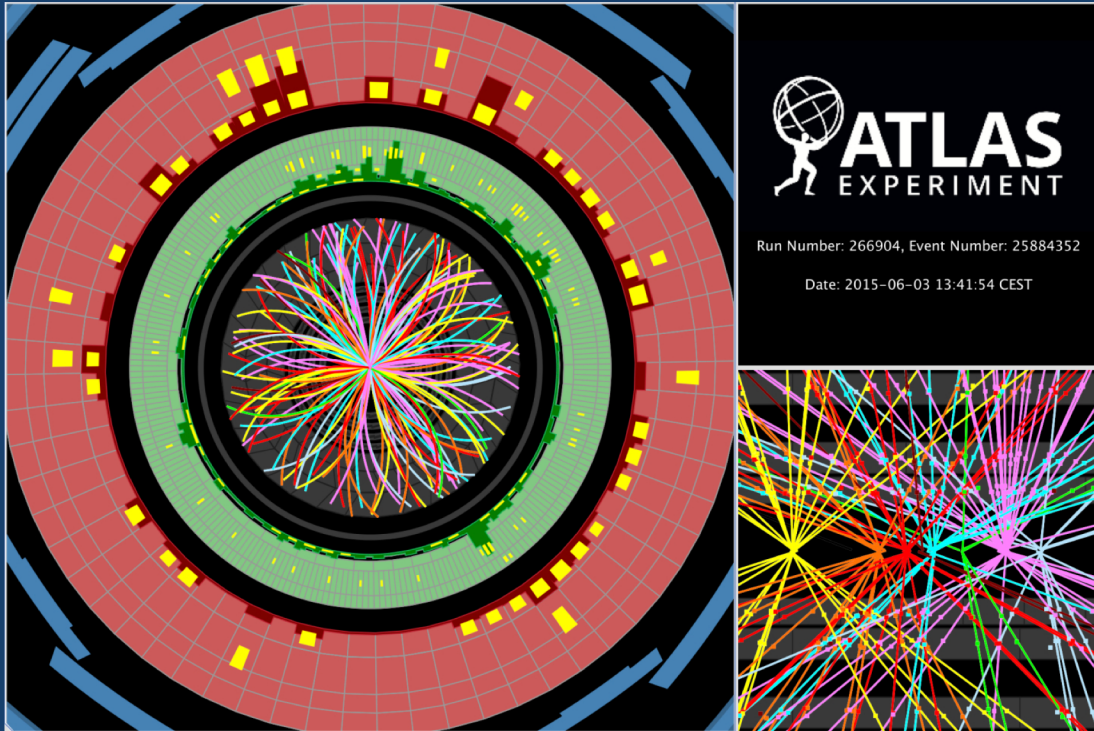 ATLAS
EXPERIMENT
Run Number: 266904, Event Number: 25884352
Date: 2015-06-03 13:41:54 CEST